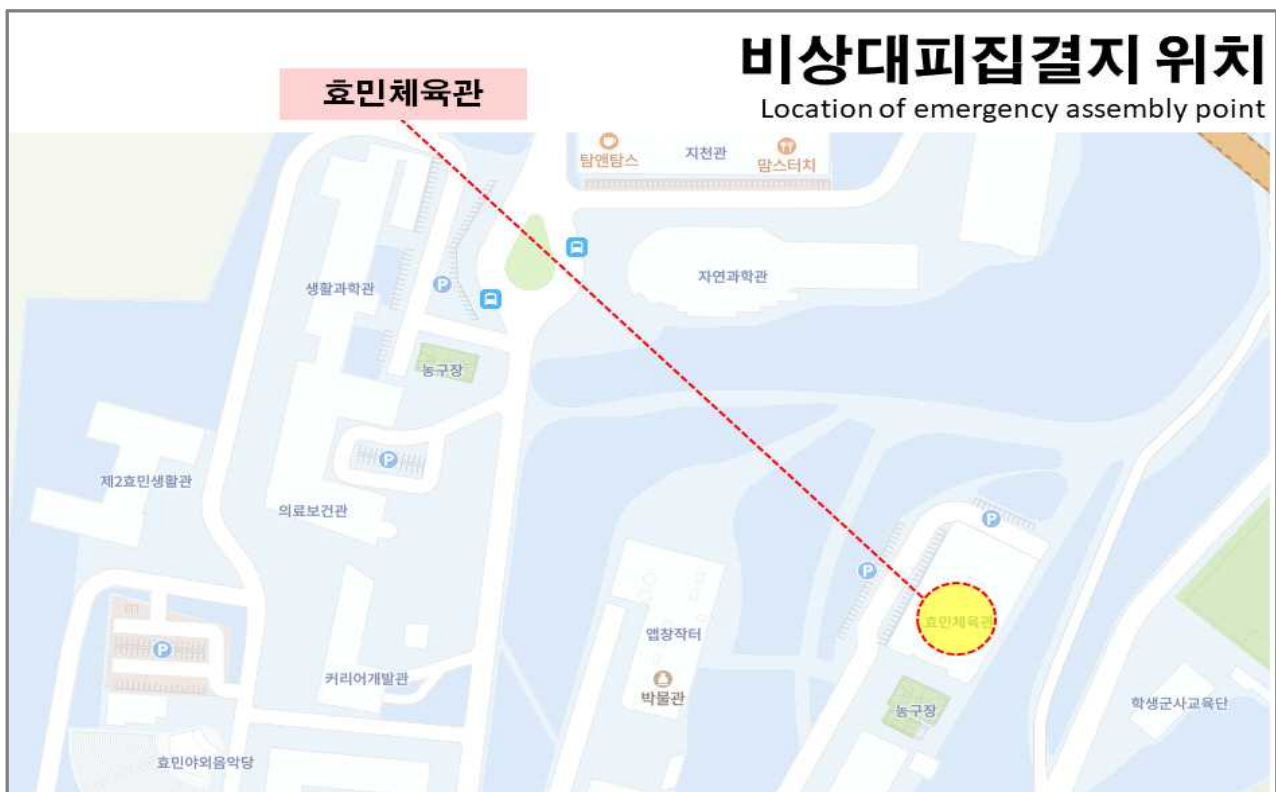 비상대피집결지 위치
Location of emergency assembly point
효민체육관
탐앤탐스
지천관
맘스터치
자연과학관
생활과학관
P
농구장
제2효민생활관
P
의료보건관
P
P
효민체육관
앱창작터
P
커리어개발관
박물관
농구장
학생군사교육단
효민야외음악당